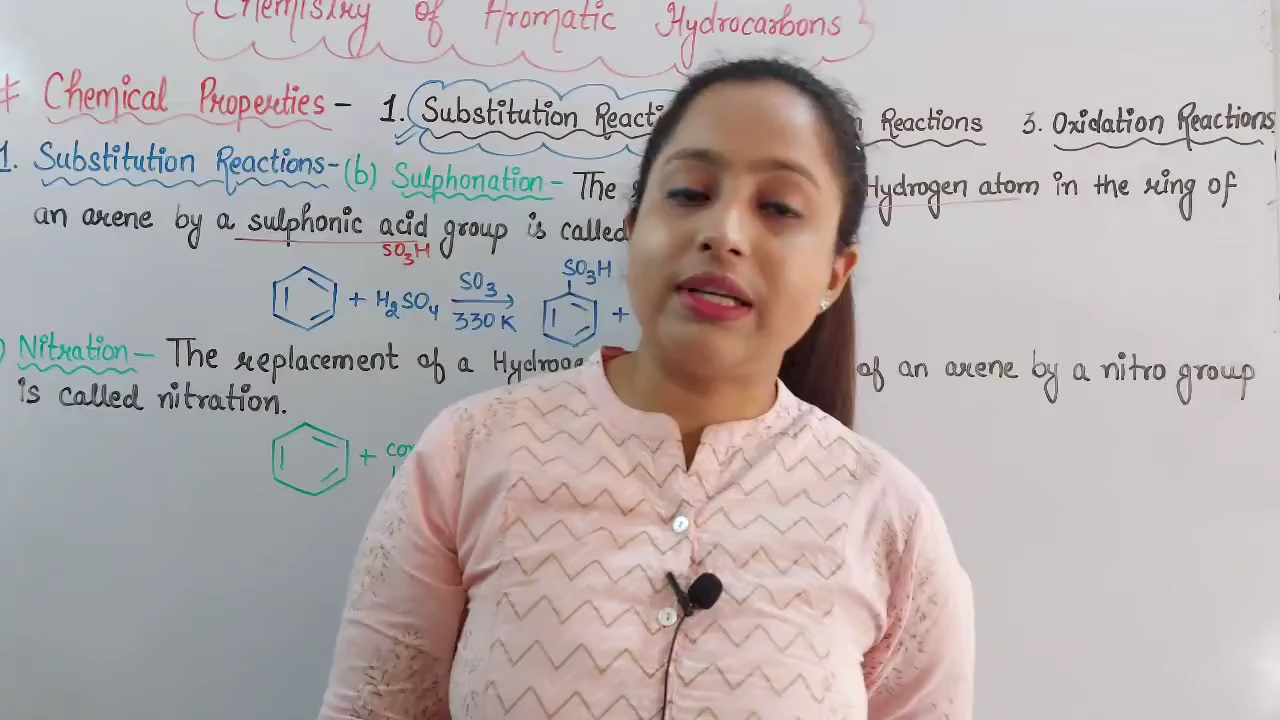 Chemistry of Aromatic Hydrocarbons
# Chemical Properties - 1. Substitution Reacti Reactions 3. Oxidation Reactions
1. Substitution Reactions - (b) Sulphonation - The Hydrogen atom in the ring of
an arene by a sulphonic acid group is called
SO3H
+ H2SO4 SO3 330 K SO3H +
) Nitration - The replacement of a Hydroge of an arene by a nitro group
is called nitration.
+ con